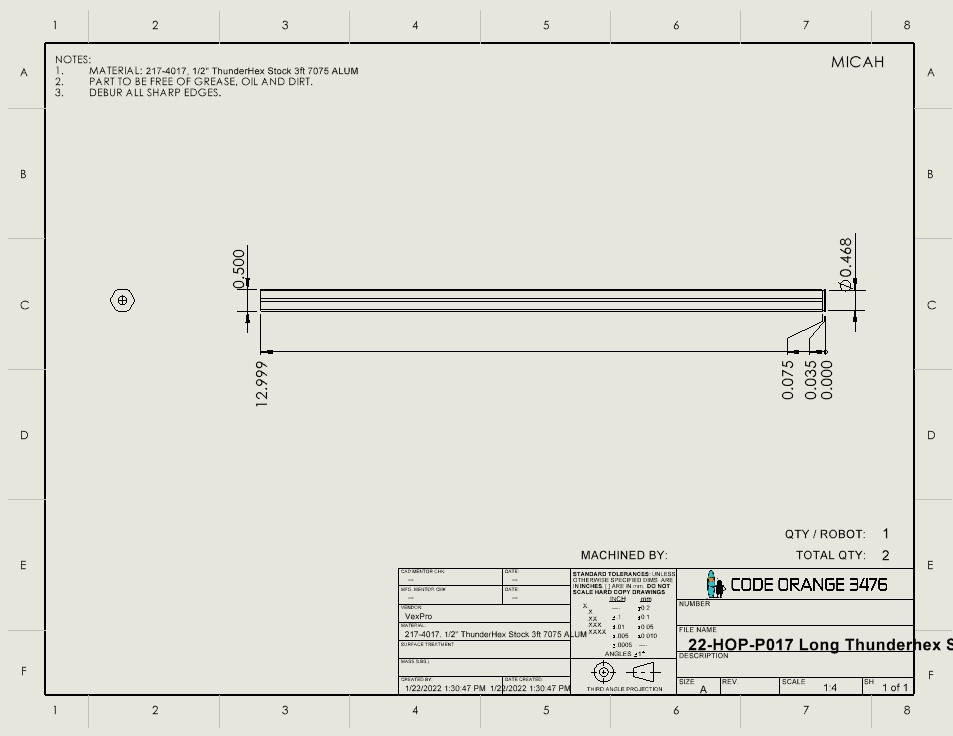 1 2 3 4 5 6 7 8
A A
B B
C C
D D
E E
F F
NOTES:
1. MATERIAL: 217-4017, 1/2" ThunderHex Stock 3ft 7075 ALUM
2. PART TO BE FREE OF GREASE, OIL AND DIRT.
3. DEBUR ALL SHARP EDGES.
MICAH
0.500
Ø0.468
12.999
0.075
0.035
0.000
QTY / ROBOT: 1
MACHINED BY: TOTAL QTY: 2
CAD MENTOR CHK: DATE:
--- ---
MFG. MENTOR CHK DATE:
--- ---
VENDOR:
VexPro
MATERIAL:
217-4017, 1/2" ThunderHex Stock 3ft 7075 ALUM
SURFACE TREATMENT
MASS (LBS.)
CREATED BY: DATE CREATED:
1/22/2022 1:30:47 PM 1/22/2022 1:30:47 PM
STANDARD TOLERANCES: UNLESS
OTHERWISE SPECIFIED DIMS ARE
IN INCHES, [ ] ARE IN mm. DO NOT
SCALE HARD COPY DRAWINGS
INCH mm
X ---- ±0.2
.X ±.1 ±0.1
.XX ±.01 ±0.05
.XXX ±.005 ±0.010
.XXXX ±.0005 ----
ANGLES ±1°
THIRD ANGLE PROJECTION
CODE ORANGE 3476
NUMBER
FILE NAME
22-HOP-P017 Long Thunderhex S
DESCRIPTION
SIZE A REV. SCALE 1:4 SH 1 of 1
1 2 3 4 5 6 7 8